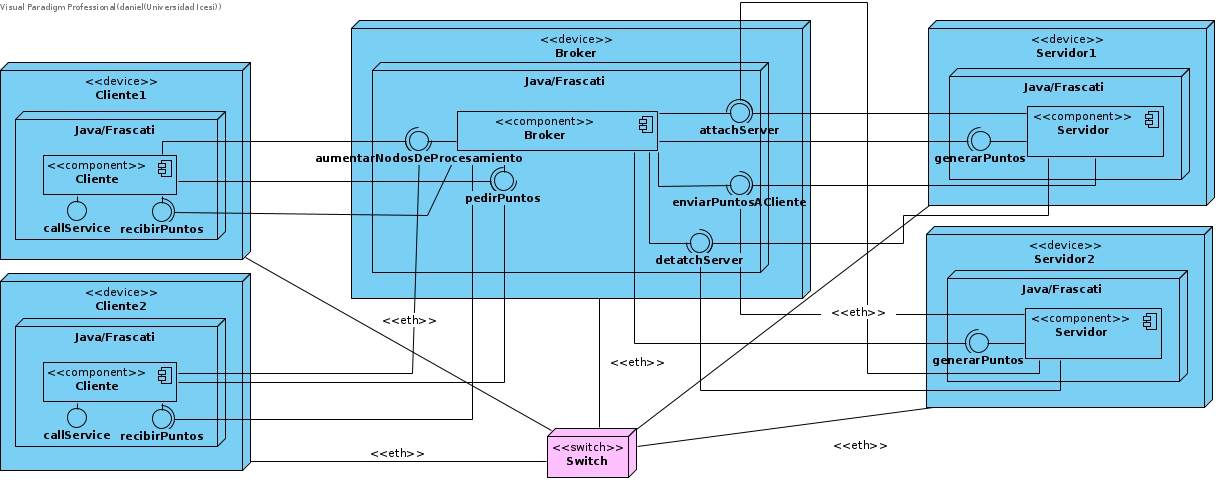 Visual Paradigm Professional(daniel(Universidad Icesi))
<<device>>
Cliente1
Java/Frascati
<<component>>
Cliente
callService
recibirPuntos
<<device>>
Cliente2
Java/Frascati
<<component>>
Cliente
callService
recibirPuntos
<<device>>
Broker
Java/Frascati
<<component>>
Broker
aumentarNodosDeProcesamiento
pedirPuntos
attachServer
enviarPuntosACliente
detatchServer
<<device>>
Servidor1
Java/Frascati
<<component>>
Servidor
generarPuntos
<<device>>
Servidor2
Java/Frascati
<<component>>
Servidor
generarPuntos
<<eth>>
<<eth>>
<<eth>>
<<eth>>
<<eth>>
<<switch>>
Switch